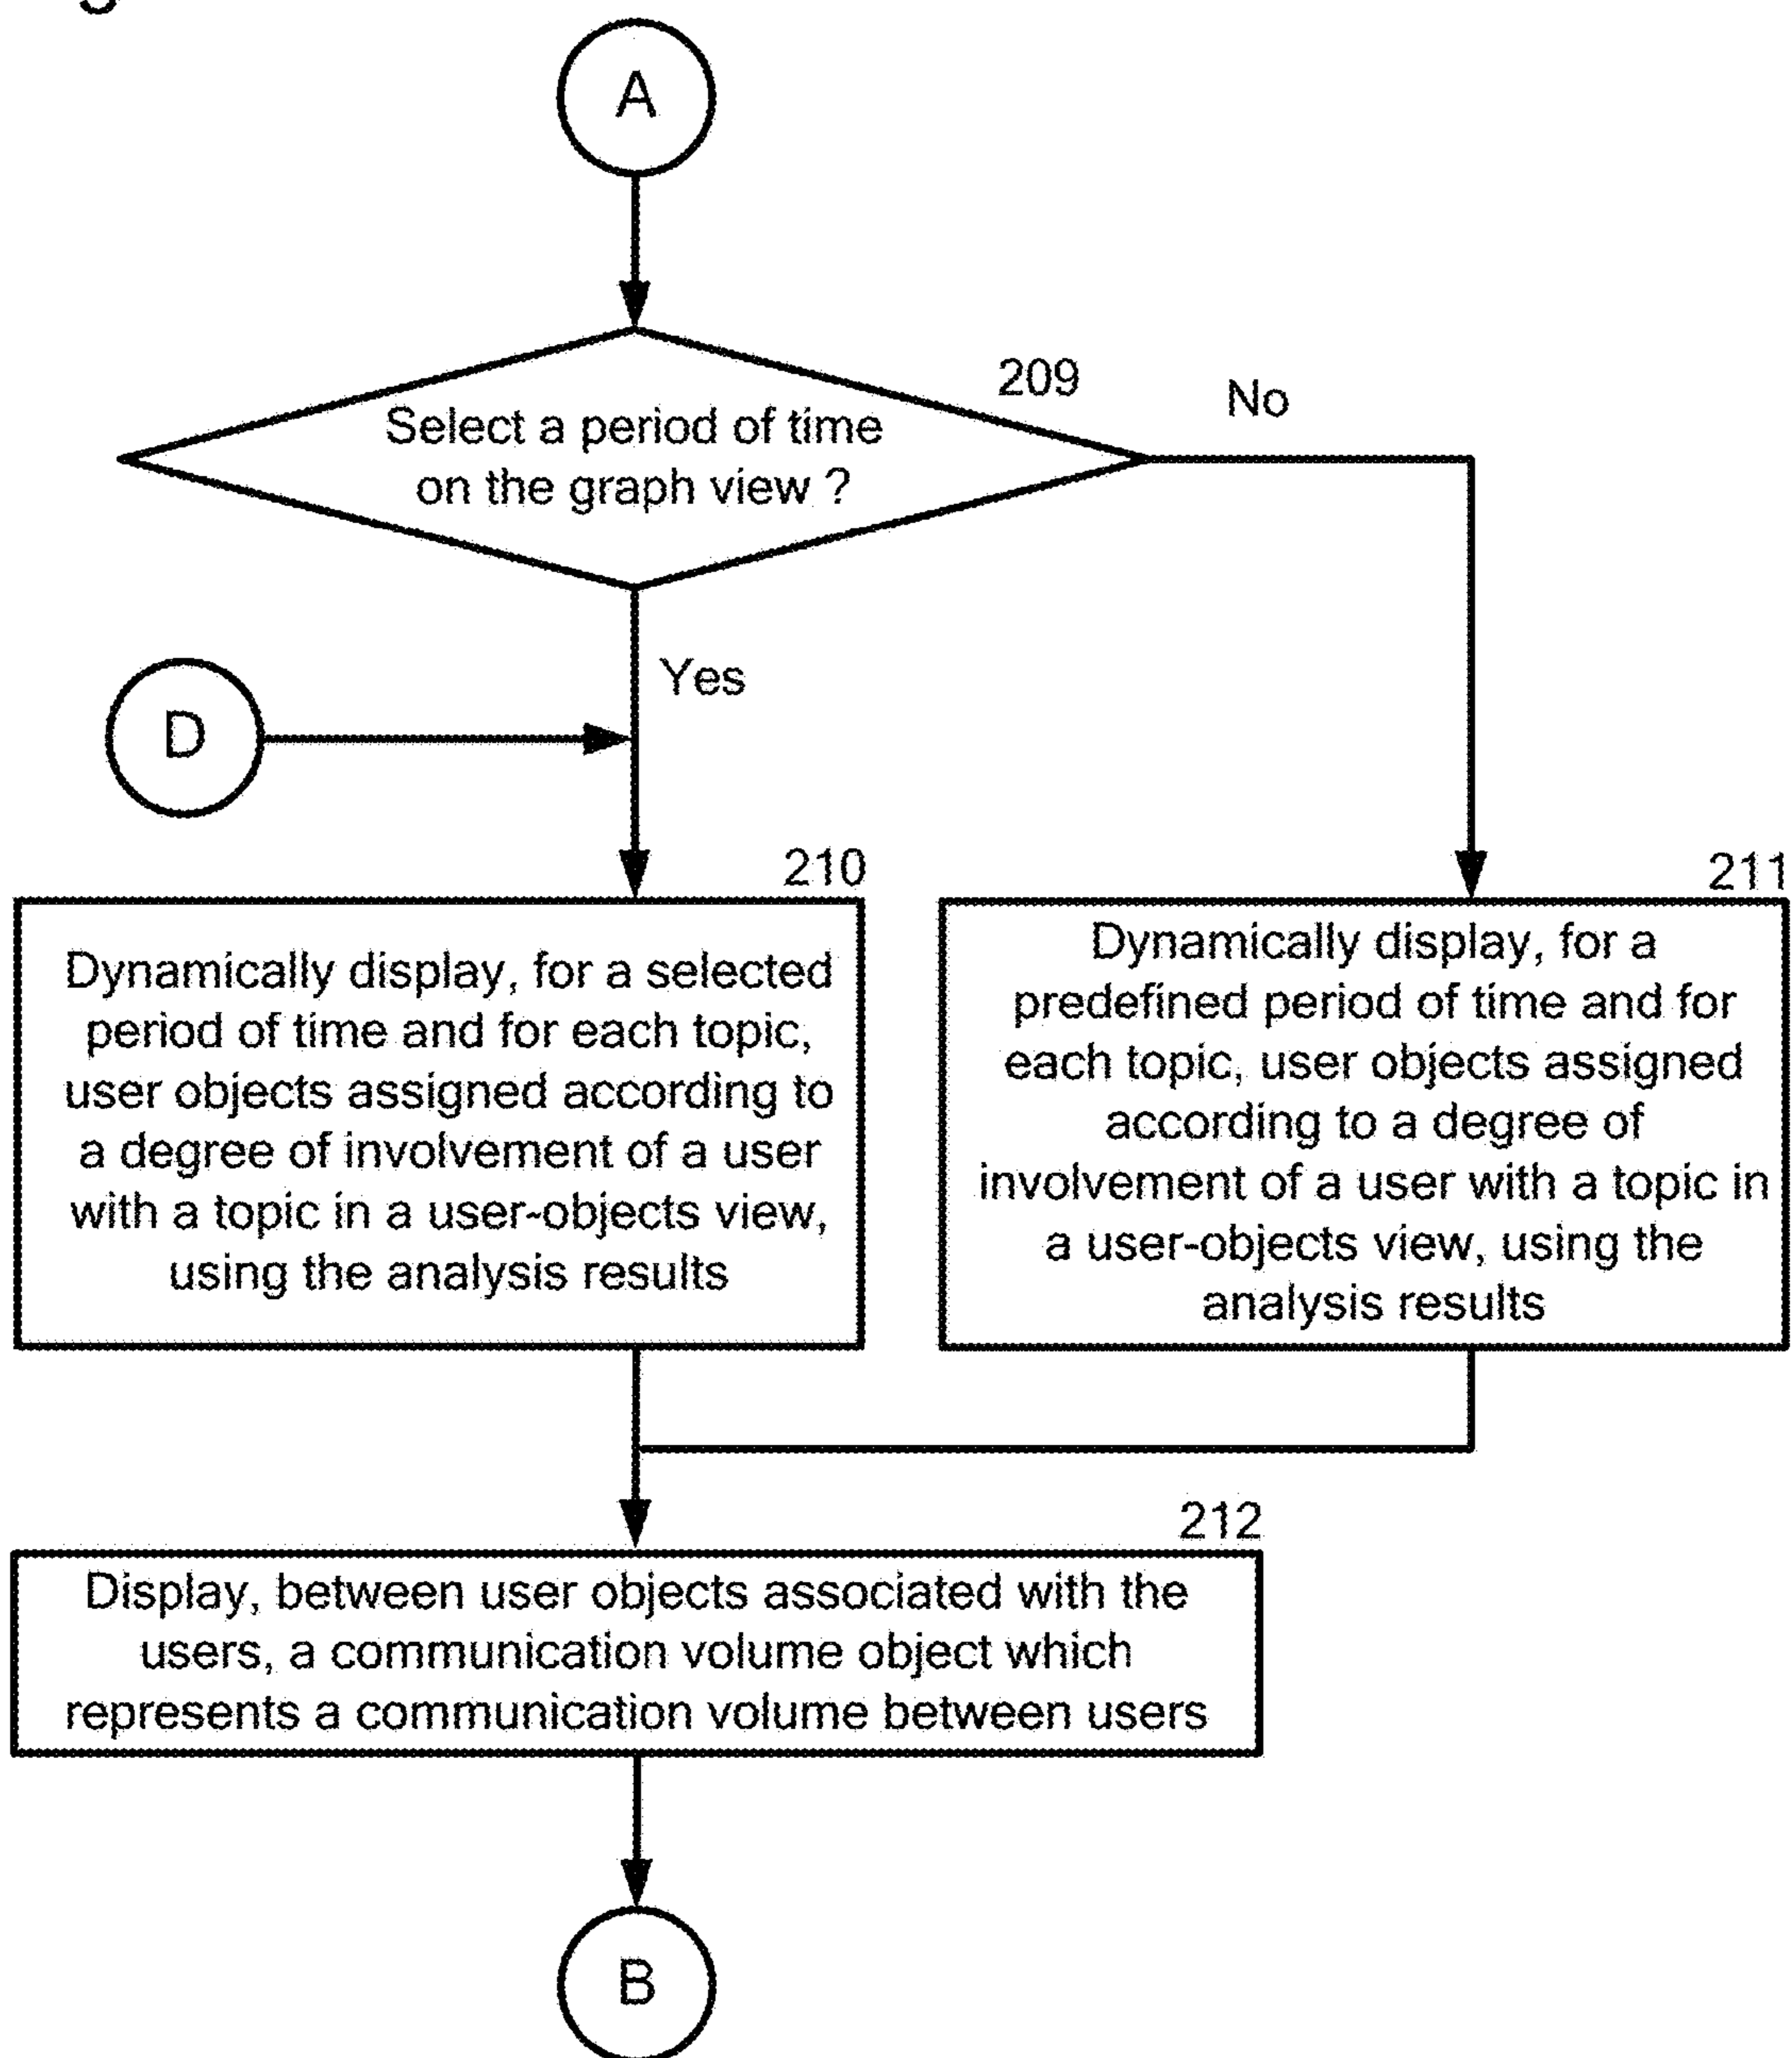 A
209
No
Select a period of time
on the graph view ?
Yes
D
210
211
Dynamically display, for a selected
period of time and for each topic,
user objects assigned according to
a degree of involvement of a user
with a topic in a user-objects view,
using the analysis results
Dynamically display, for a
predefined period of time and for
each topic, user objects assigned
according to a degree of
involvement of a user with a topic in
a user-objects view, using the
analysis results
212
Display, between user objects associated with the
users, a communication volume object which
represents a communication volume between users
B